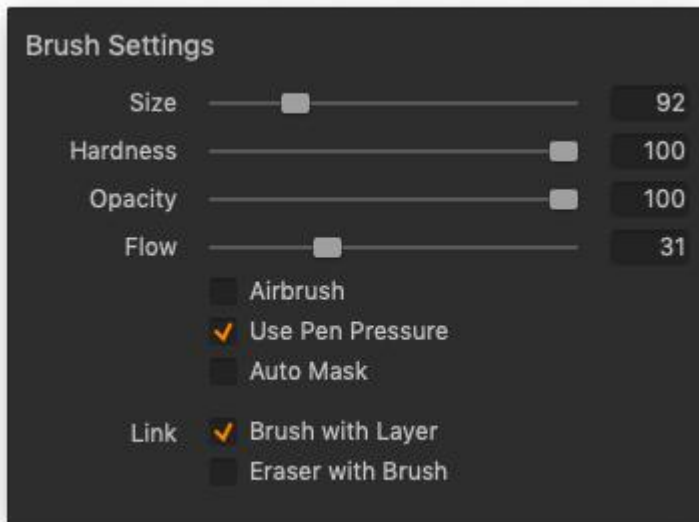 Brush Settings
Size 92
Hardness 100
Opacity 100
Flow 31
Airbrush
Use Pen Pressure
Auto Mask
Link Brush with Layer
Eraser with Brush